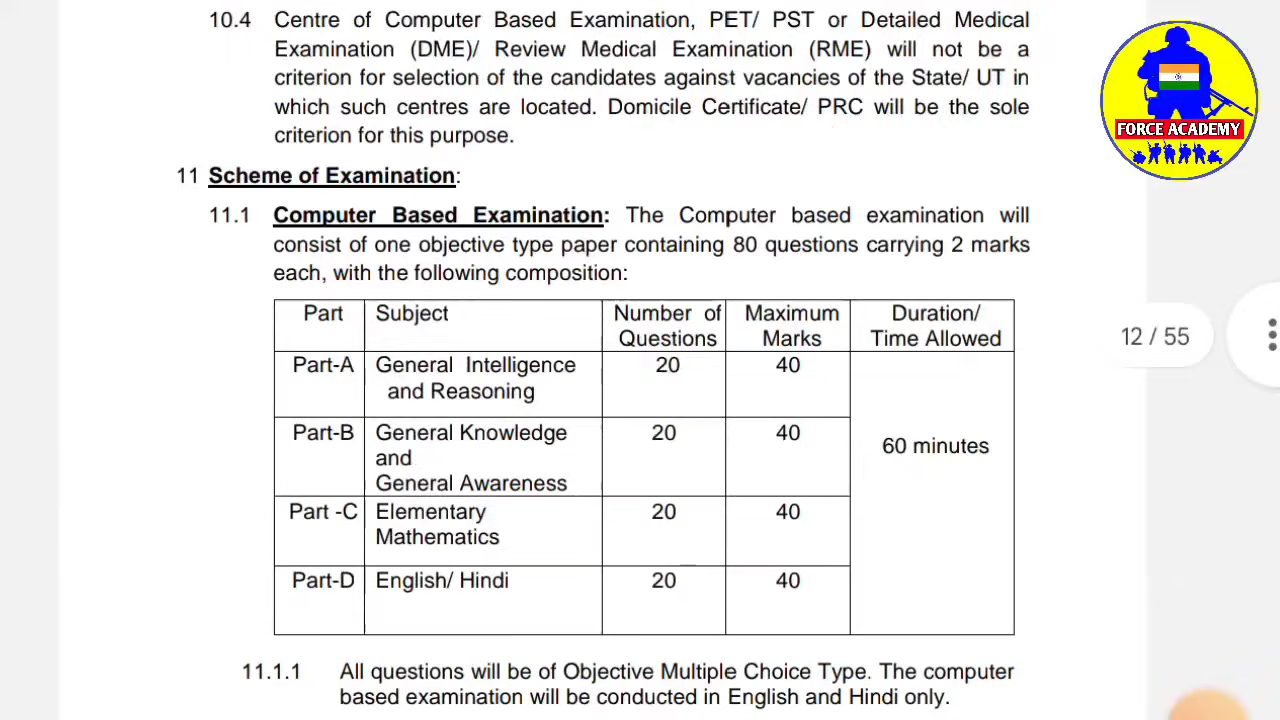 10.4 Centre of Computer Based Examination, PET/ PST or Detailed Medical
Examination (DME)/ Review Medical Examination (RME) will not be a
criterion for selection of the candidates against vacancies of the State/ UT in
which such centres are located. Domicile Certificate/ PRC will be the sole
criterion for this purpose.
FORCE ACADEMY
11 Scheme of Examination:
11.1 Computer Based Examination: The Computer based examination will
consist of one objective type paper containing 80 questions carrying 2 marks
each, with the following composition:
Part Subject Number of Questions Maximum Marks Duration/ Time Allowed
12 / 55
Part-A General Intelligence and Reasoning 20 40
Part-B General Knowledge and General Awareness 20 40 60 minutes
Part -C Elementary Mathematics 20 40
Part-D English/ Hindi 20 40
11.1.1 All questions will be of Objective Multiple Choice Type. The computer
based examination will be conducted in English and Hindi only.